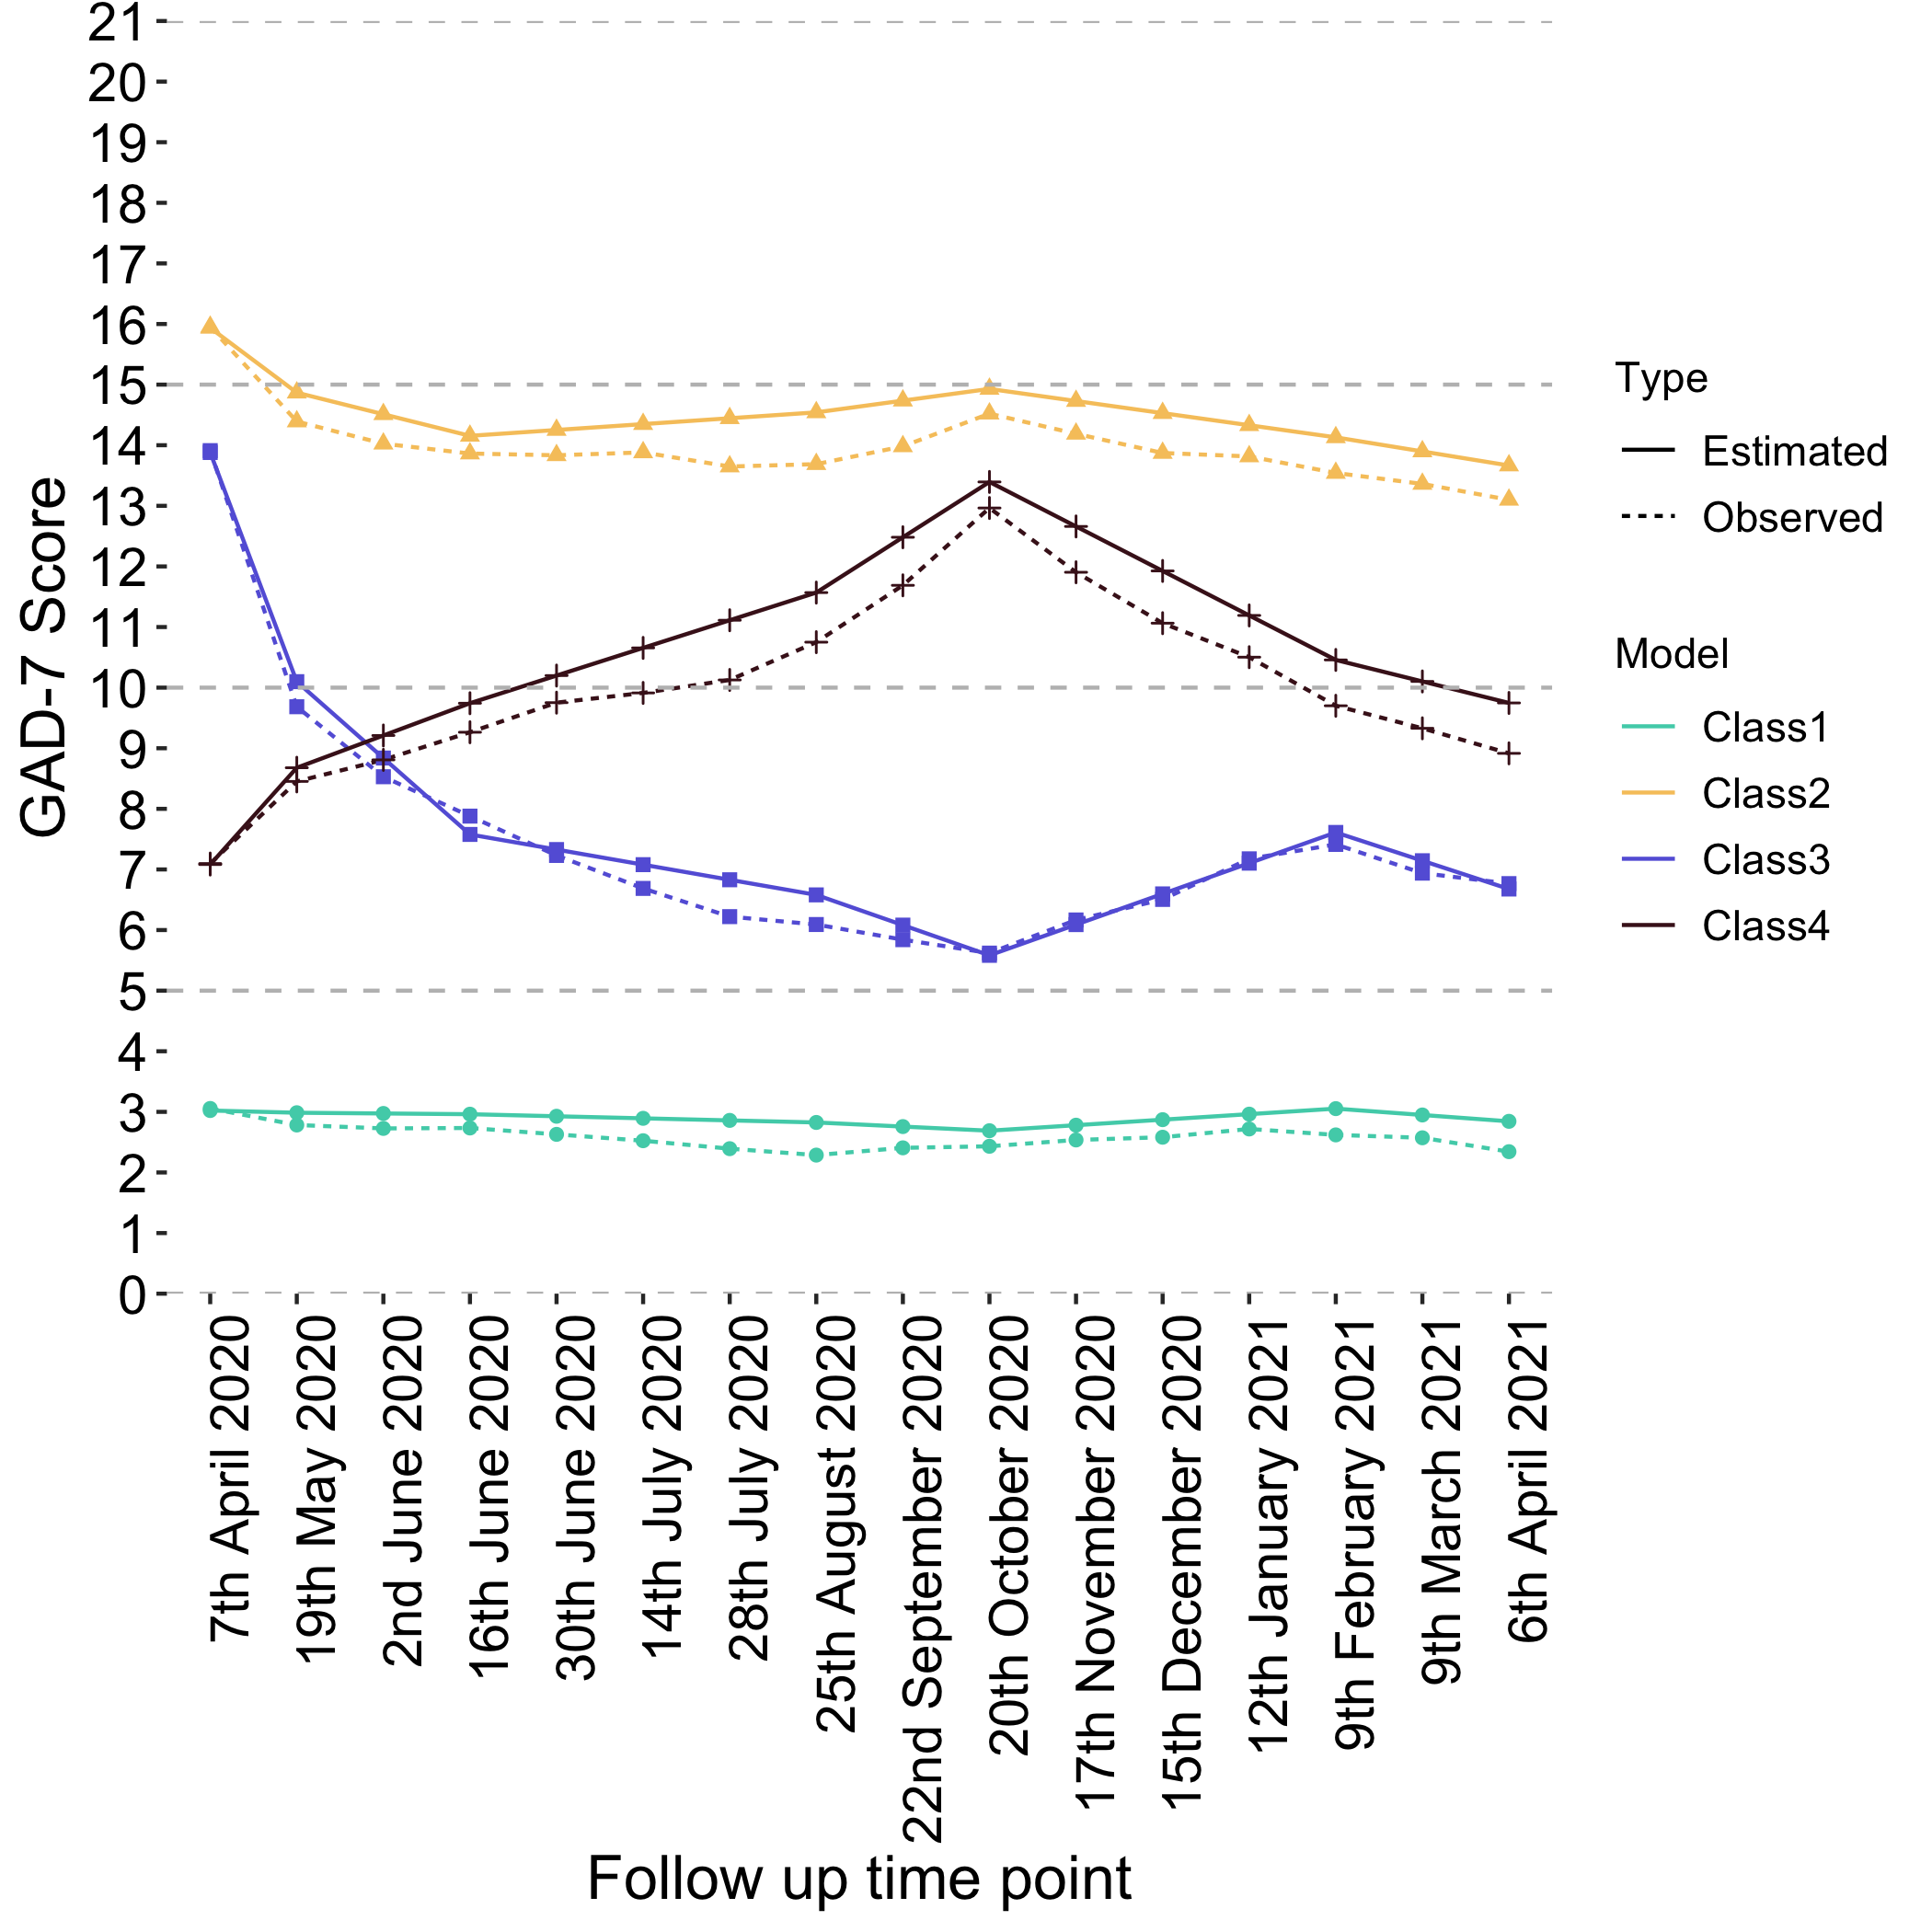 21
20
19
18
17
16
15
14
13
12
11
10
9
8
7
6
5
4
3
2
1
0
GAD-7 Score
7th April 2020
19th May 2020
2nd June 2020
16th June 2020
30th June 2020
14th July 2020
28th July 2020
25th August 2020
22nd September 2020
20th October 2020
17th November 2020
15th December 2020
12th January 2021
9th February 2021
9th March 2021
6th April 2021
Follow up time point
Type
Estimated
Observed
Model
Class1
Class2
Class3
Class4